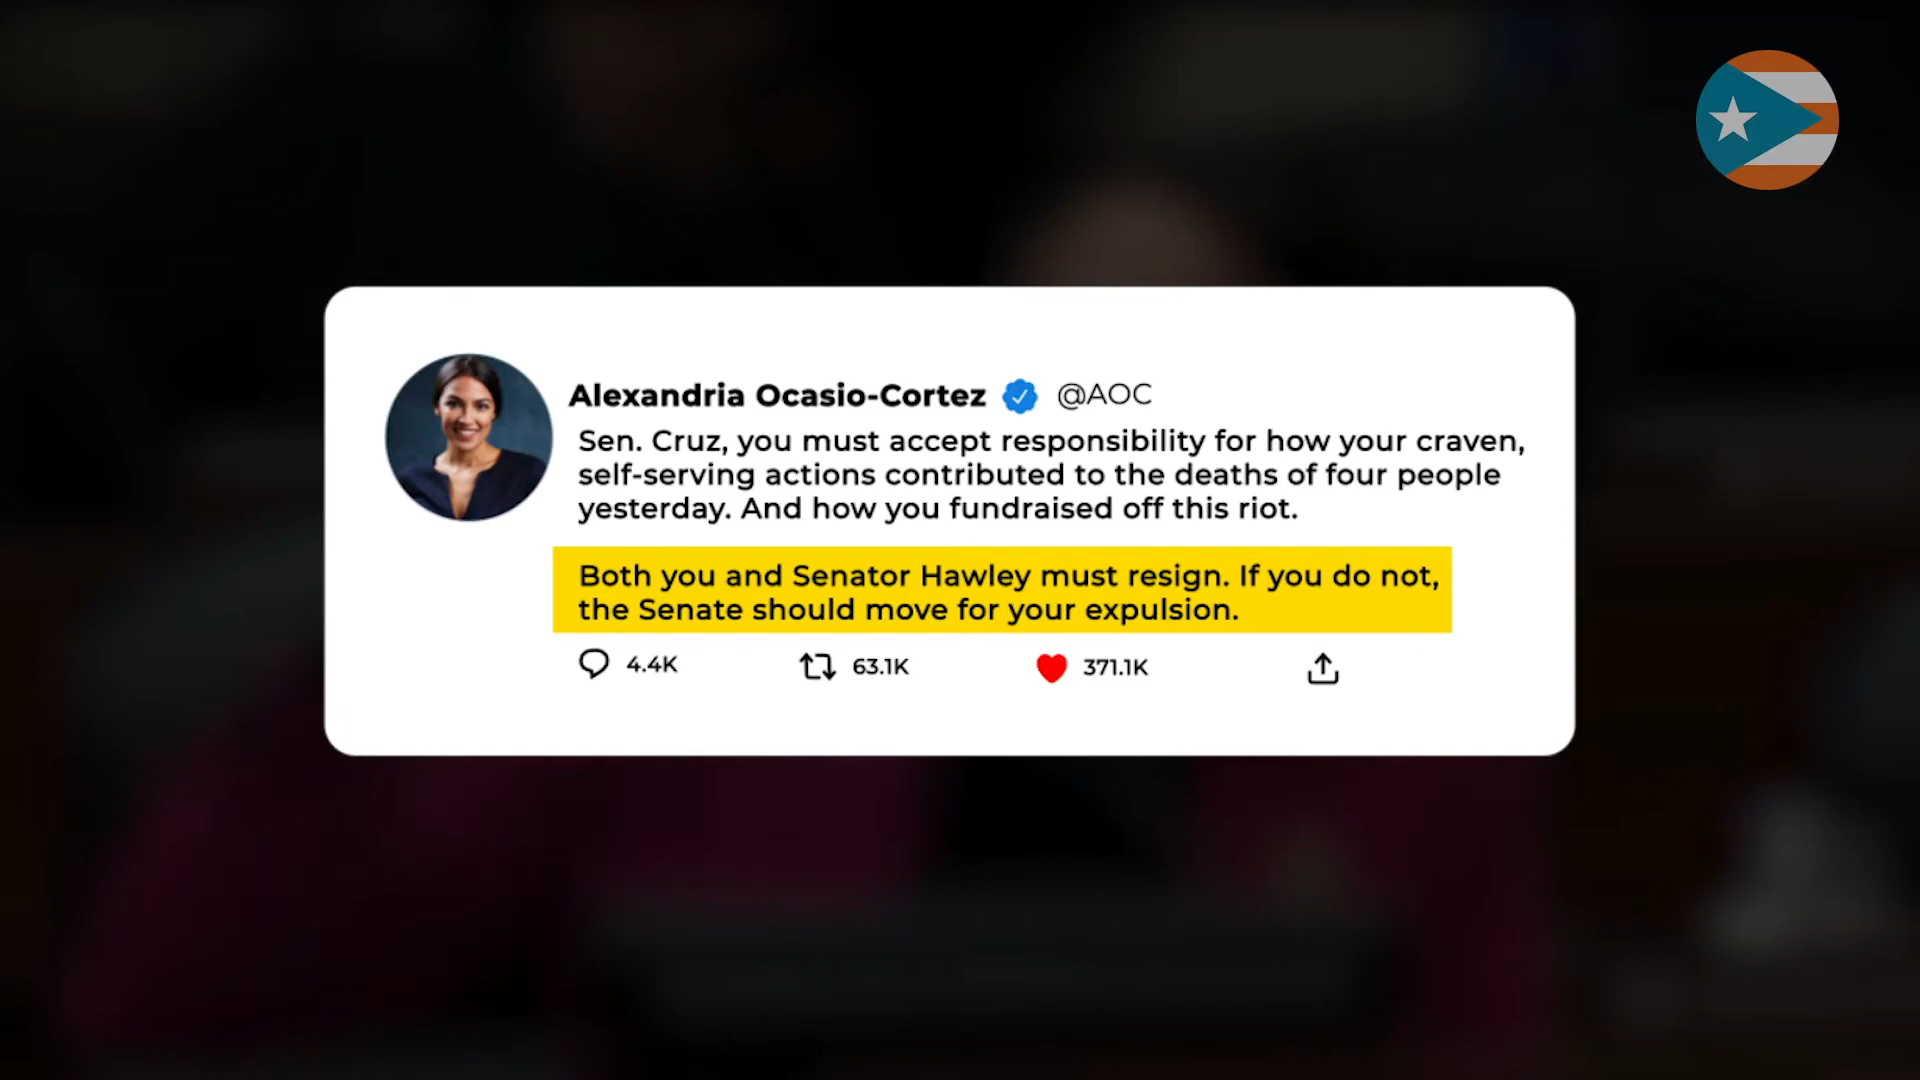 Alexandria Ocasio-Cortez @AOC
Sen. Cruz, you must accept responsibility for how your craven,
self-serving actions contributed to the deaths of four people
yesterday. And how you fundraised off this riot.
Both you and Senator Hawley must resign. If you do not,
the Senate should move for your expulsion.
4.4K 63.1K 371.1K